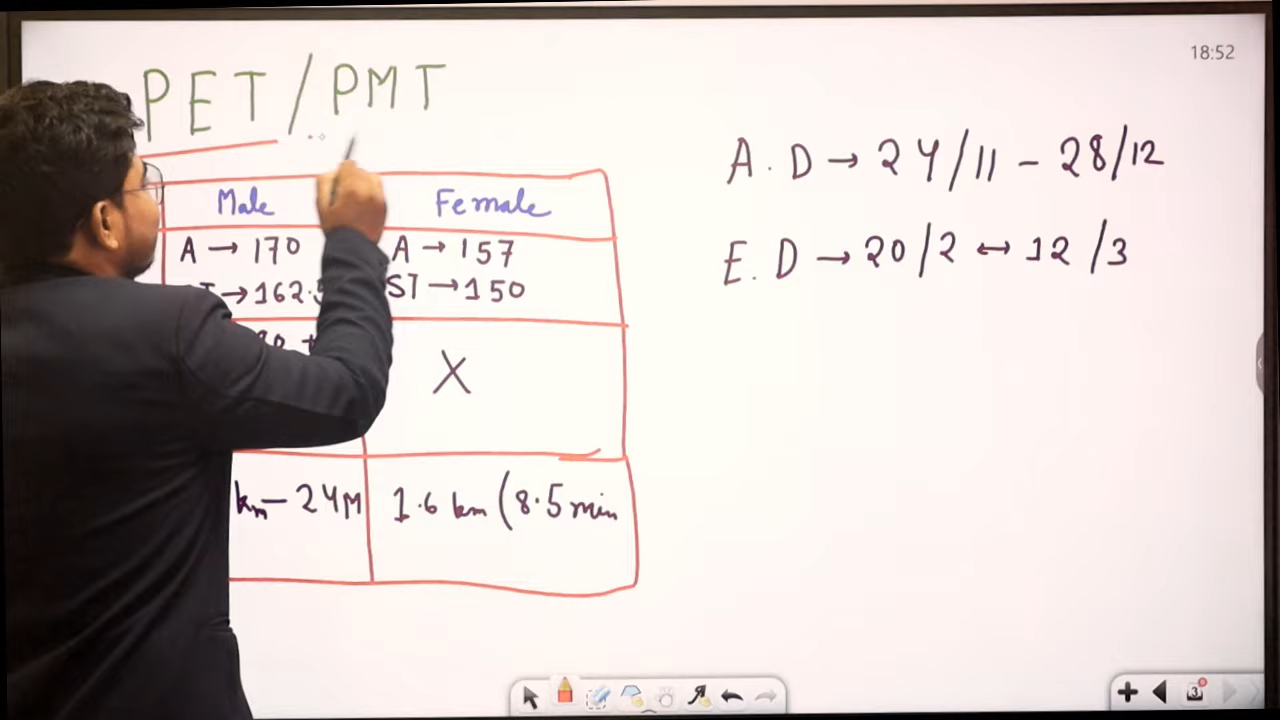 18:52
PET/PMT
A.D → 24/11 - 28/12
E.D → 20/2 ↔ 12/3
Male Female
A → 170 A → 157
→ 162.5 ST → 150
X
km - 24M 1.6 km (8.5 min
3